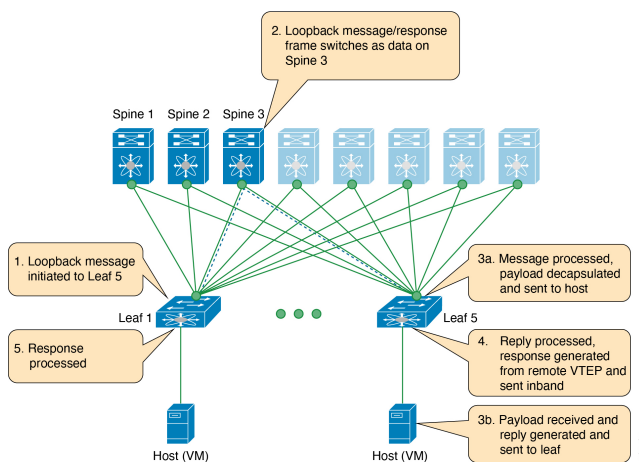 2. Loopback message/response
frame switches as data on
Spine 3
Spine 1 Spine 2 Spine 3
1. Loopback message
initiated to Leaf 5
3a. Message processed,
payload decapsulated
and sent to host
Leaf 1
Leaf 5
5. Response
processed
4. Reply processed,
response generated
from remote VTEP and
sent inband
3b. Payload received and
reply generated and
sent to leaf
Host (VM)
Host (VM)